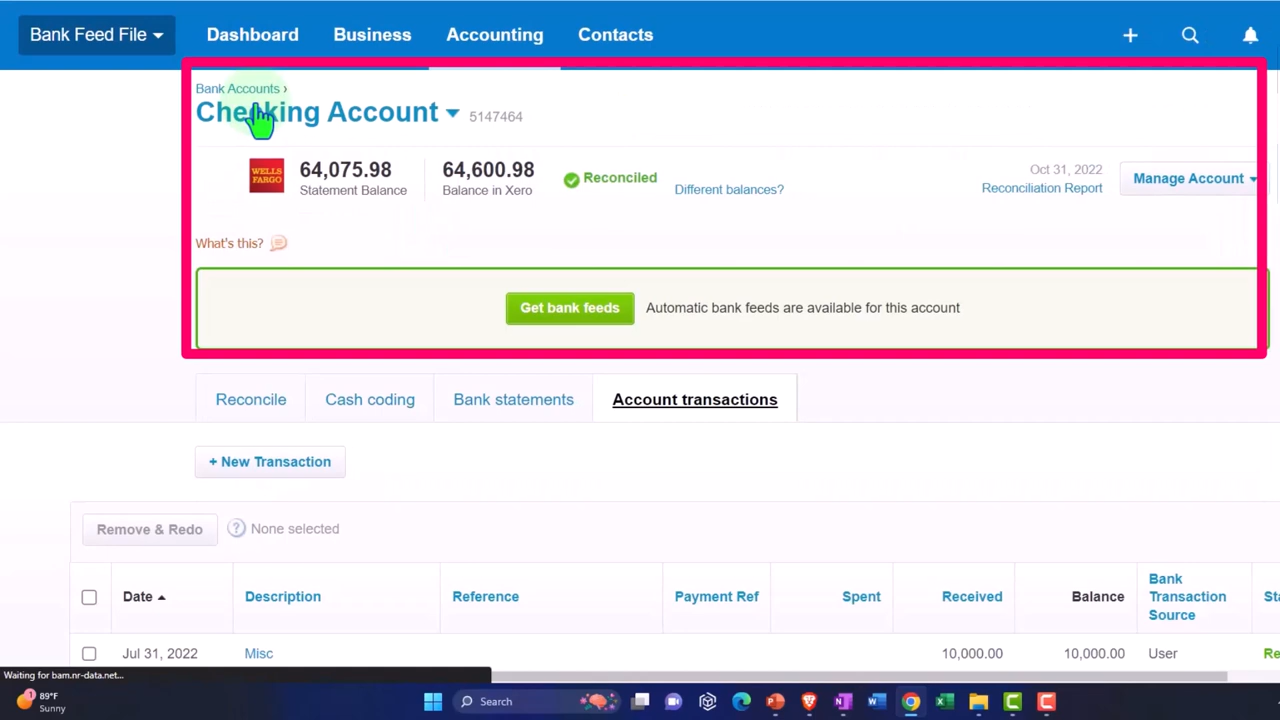 Bank Feed File Dashboard Business Accounting Contacts
Bank Accounts ›
Checking Account 5147464
WELLS
FARGO
64,075.98 64,600.98 Reconciled Oct 31, 2022 Manage Account
Statement Balance Balance in Xero Different balances? Reconciliation Report
What's this?
Get bank feeds Automatic bank feeds are available for this account
Reconcile Cash coding Bank statements Account transactions
+ New Transaction
Remove & Redo ? None selected
Date Description Reference Payment Ref Spent Received Balance Bank
Transaction
Source Sta
Jul 31, 2022 Misc 10,000.00 10,000.00 User Re
Waiting for bam.nr-data.net...
1 89°F
Sunny
Search